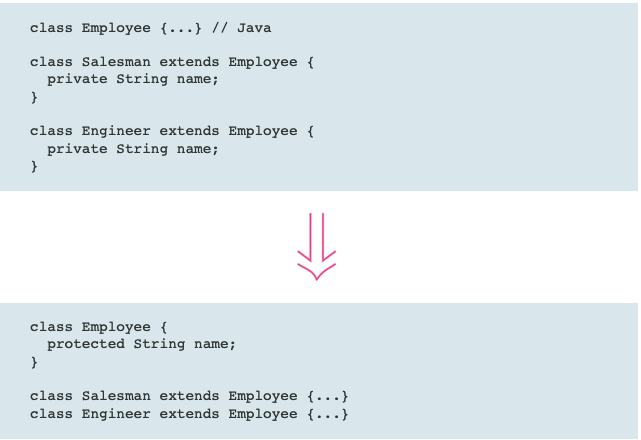 class Employee {...} // Java
class Salesman extends Employee {
private String name;
}
class Engineer extends Employee {
private String name;
}
class Employee {
protected String name;
}
class Salesman extends Employee {...}
class Engineer extends Employee {...}